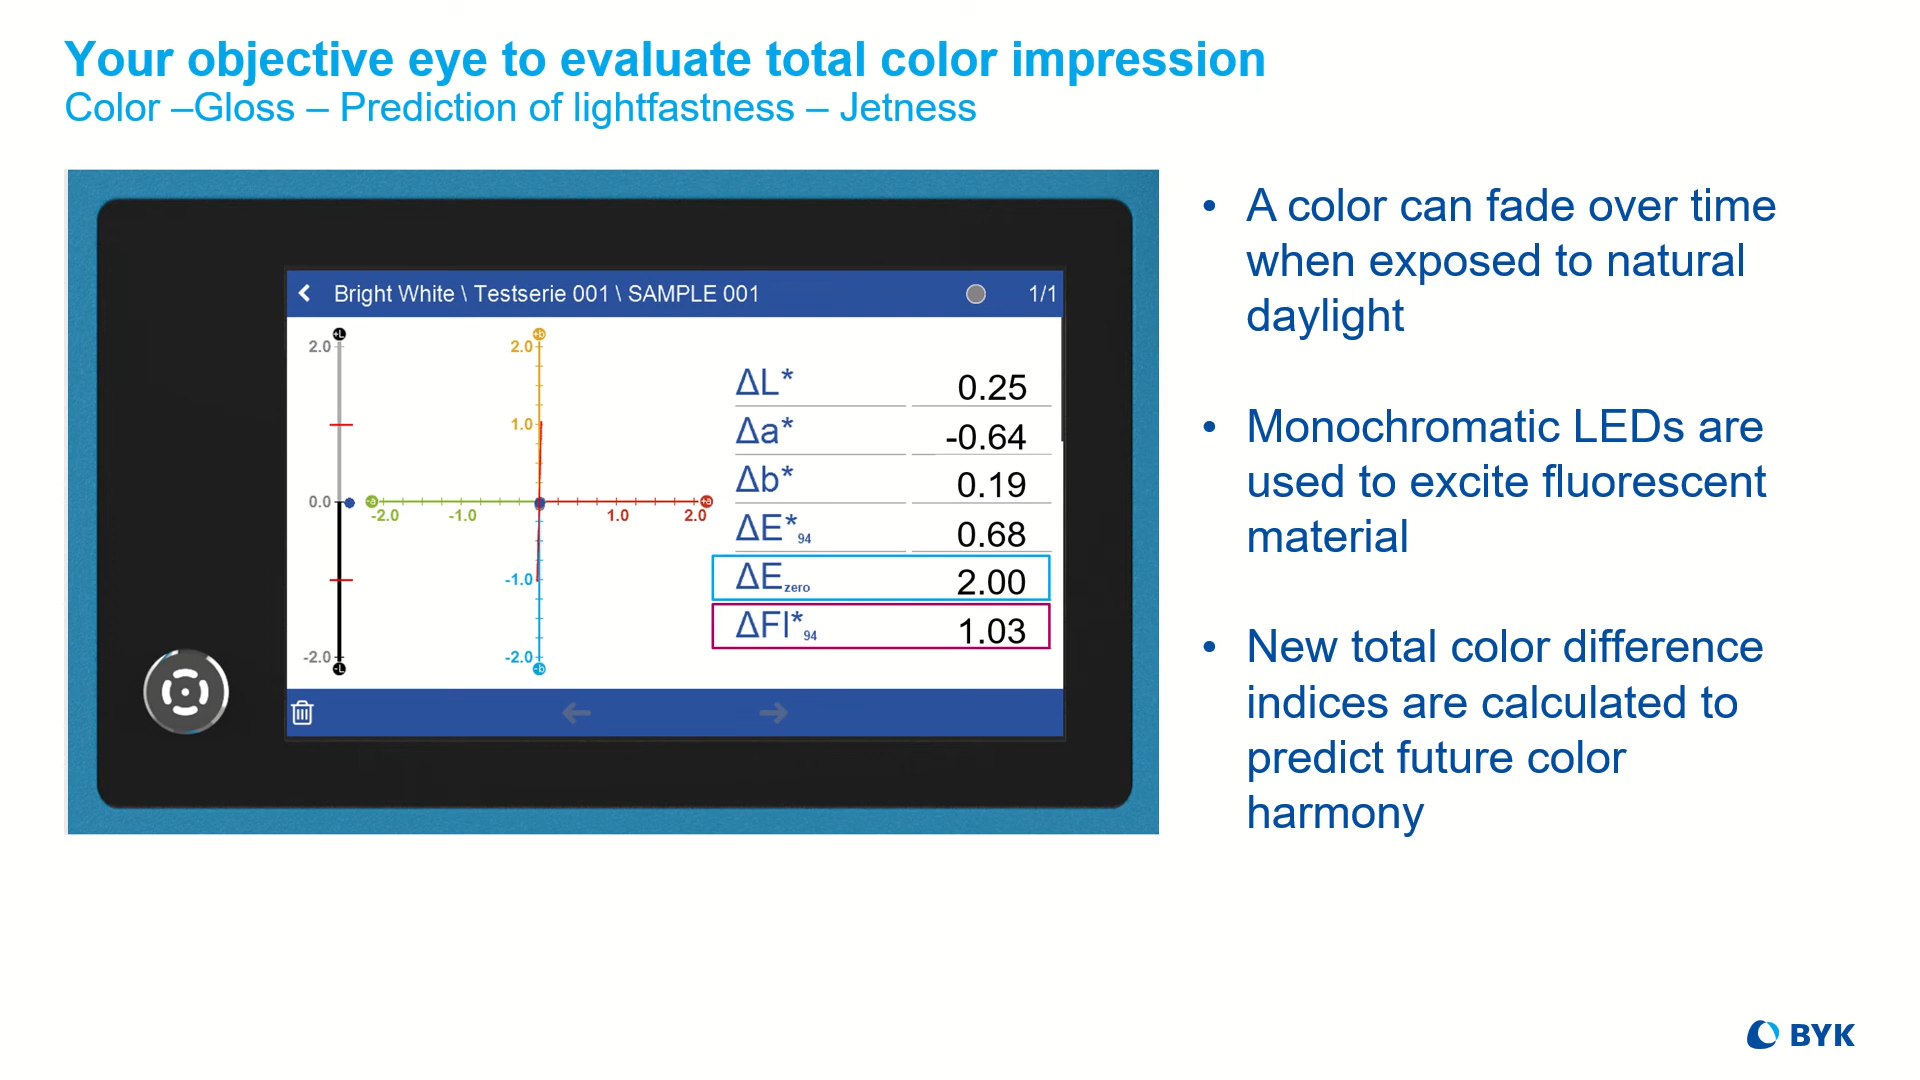 Your objective eye to evaluate total color impression
Color –Gloss – Prediction of lightfastness – Jetness
Bright White \ Testserie 001 \ SAMPLE 001
1/1
+L
2.0
0.0
-2.0
-L
+b
2.0
1.0
-a
-2.0
-1.0
1.0
2.0
+a
-1.0
-2.0
-b
ΔL* 0.25
Δa* -0.64
Δb* 0.19
ΔE*94 0.68
ΔEzero 2.00
ΔFl*94 1.03
• A color can fade over time
when exposed to natural
daylight
• Monochromatic LEDs are
used to excite fluorescent
material
• New total color difference
indices are calculated to
predict future color
harmony
BYK